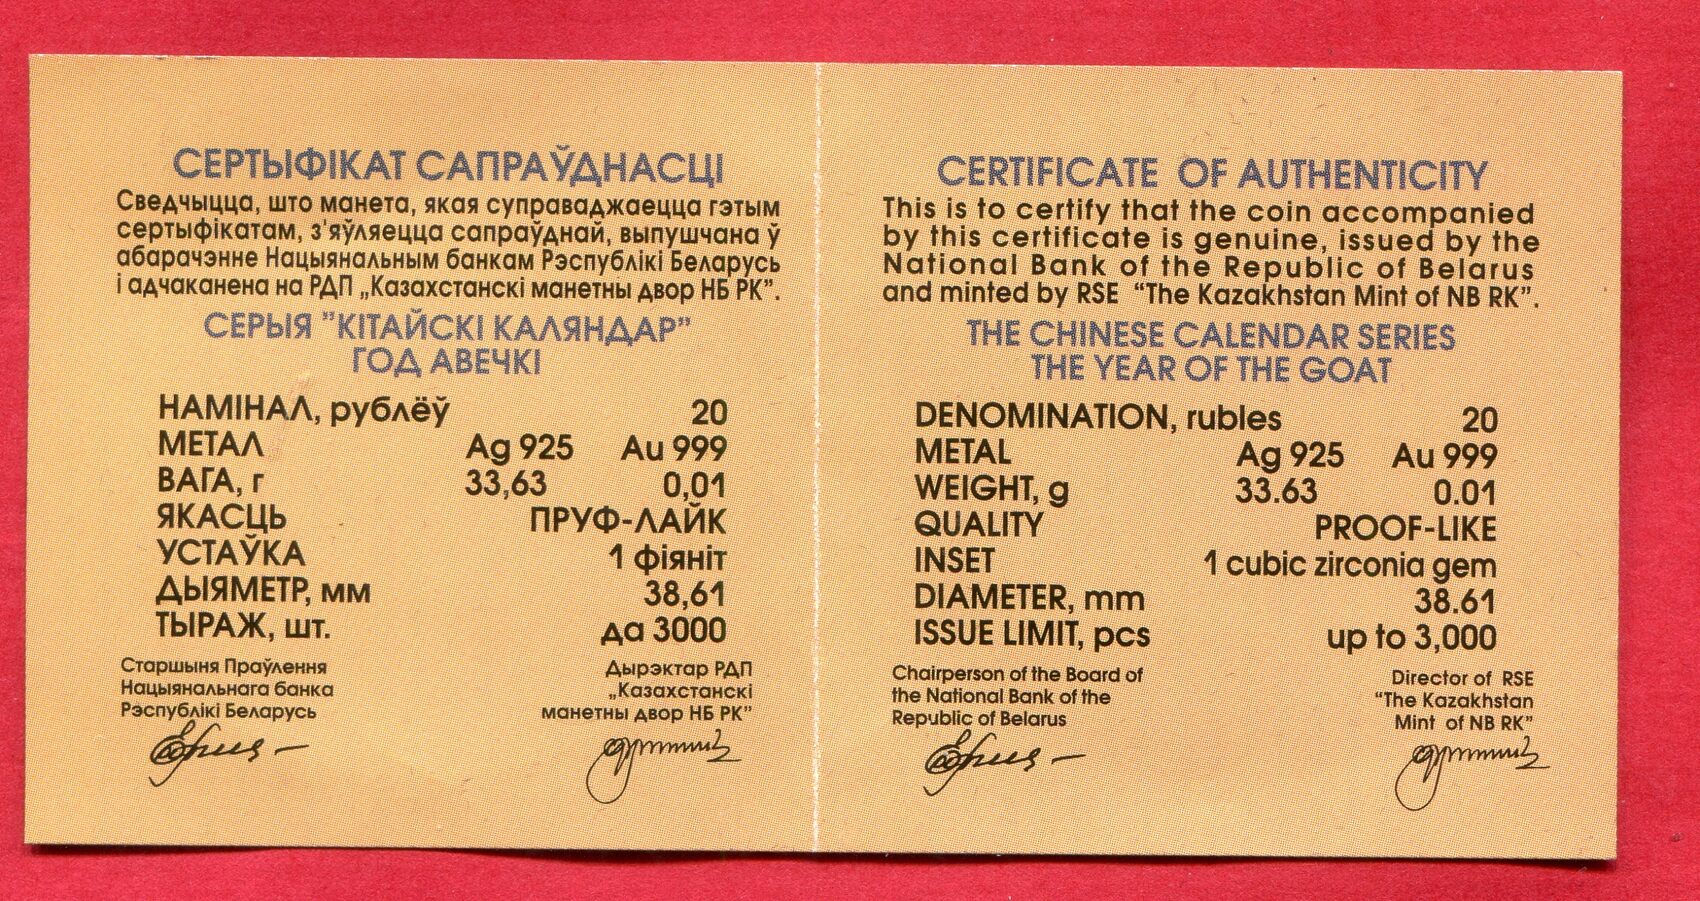 СЕРТЫФІКАТ САПРАЎДНАСЦІ
Сведчыцца, што манета, якая суправаджаецца гэтым
сертыфікатам, з'яўляецца сапраўднай, выпушчана ў
абарачэнне Нацыянальным банкам Рэспублікі Беларусь
і адчаканена на РДП „Казахстанскі манетны двор НБ РК”.
СЕРЫЯ ”КІТАЙСКІ КАЛЯНДАР”
ГОД АВЕЧКІ
НАМІНАЛ, рублёў 20
МЕТАЛ Ag 925 Au 999
ВАГА, г 33,63 0,01
ЯКАСЦЬ ПРУФ-ЛАЙК
УСТАЎКА 1 фіяніт
ДЫЯМЕТР, мм 38,61
ТЫРАЖ, шт. да 3000
Старшыня Праўлення
Нацыянальнага банка
Рэспублікі Беларусь
Дырэктар РДП
„Казахстанскі
манетны двор НБ РК”
CERTIFICATE OF AUTHENTICITY
This is to certify that the coin accompanied
by this certificate is genuine, issued by the
National Bank of the Republic of Belarus
and minted by RSE “The Kazakhstan Mint of NB RK”.
THE CHINESE CALENDAR SERIES
THE YEAR OF THE GOAT
DENOMINATION, rubles 20
METAL Ag 925 Au 999
WEIGHT, g 33.63 0.01
QUALITY PROOF-LIKE
INSET 1 cubic zirconia gem
DIAMETER, mm 38.61
ISSUE LIMIT, pcs up to 3,000
Chairperson of the Board of
the National Bank of the
Republic of Belarus
Director of RSE
“The Kazakhstan
Mint of NB RK”